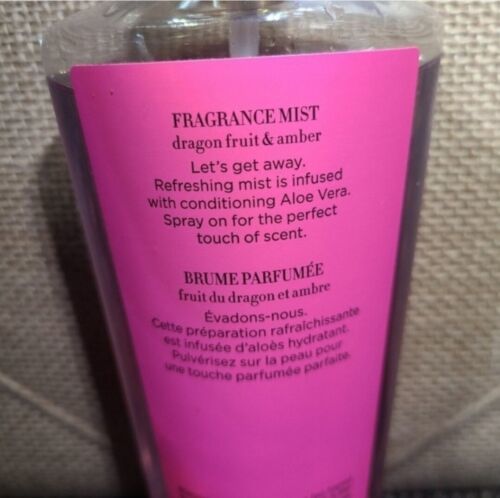 FRAGRANCE MIST
dragon fruit & amber
Let's get away.
Refreshing mist is infused
with conditioning Aloe Vera.
Spray on for the perfect
touch of scent.
BRUME PARFUMÉE
fruit du dragon et ambre
Évadons-nous.
Cette préparation rafraîchissante
est infusée d'aloès hydratant.
Pulvérisez sur la peau pour
une touche parfumée parfaite.